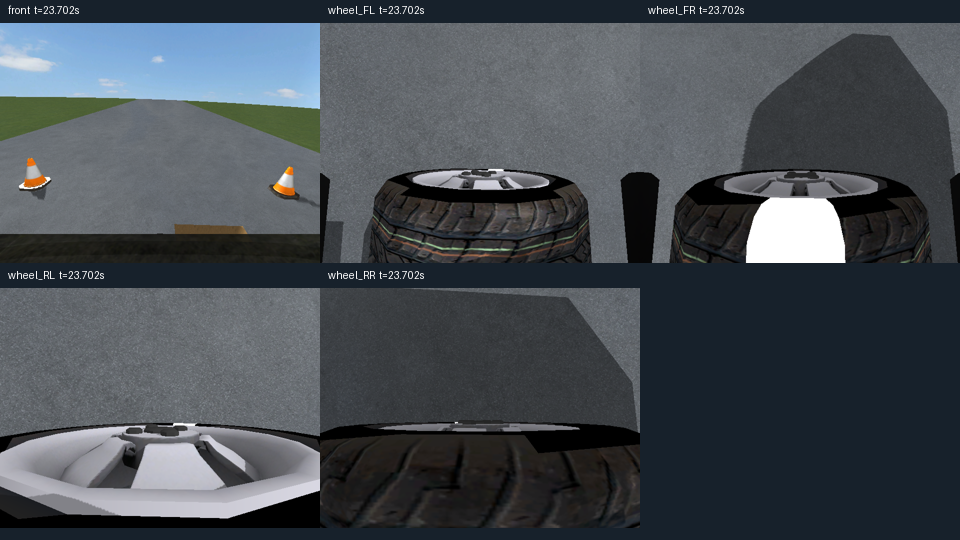 front t=23.702s
wheel_FL t=23.702s
wheel_FR t=23.702s
wheel_RL t=23.702s
wheel_RR t=23.702s